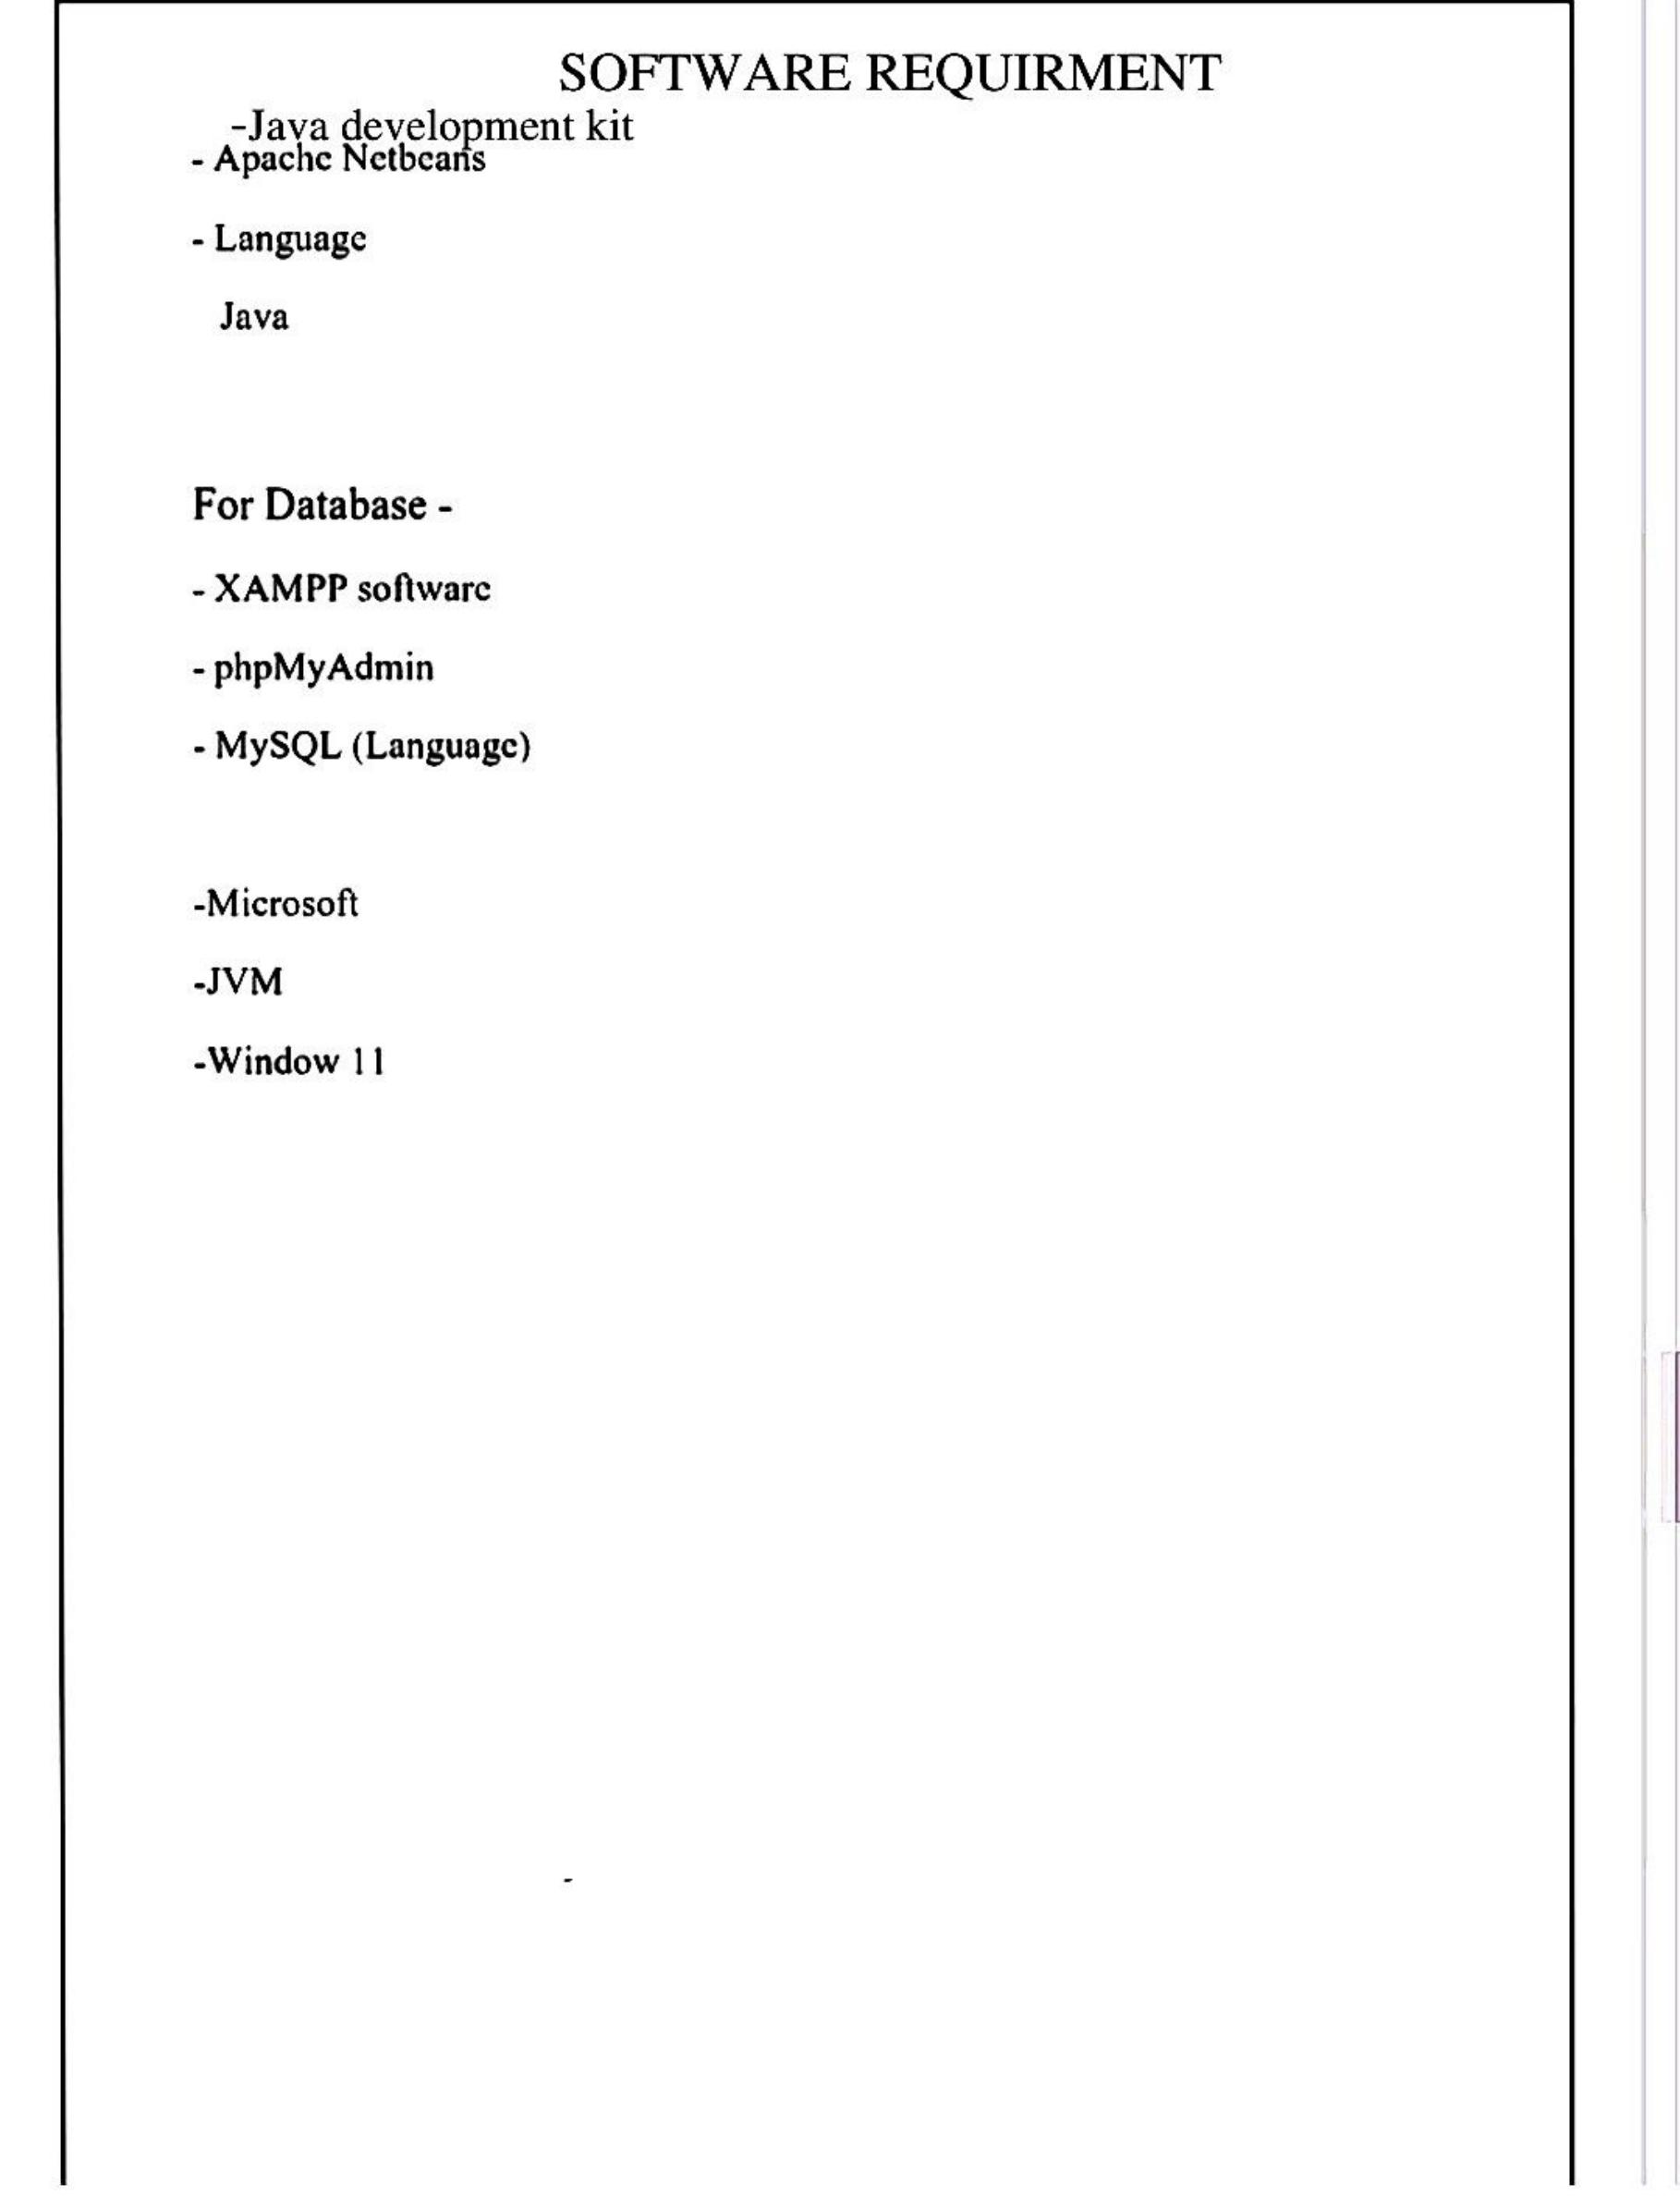 SOFTWARE REQUIRMENT
-Java development kit
- Apache Netbeans
- Language
Java
For Database -
- XAMPP software
- phpMyAdmin
- MySQL (Language)
-Microsoft
-JVM
-Window 11